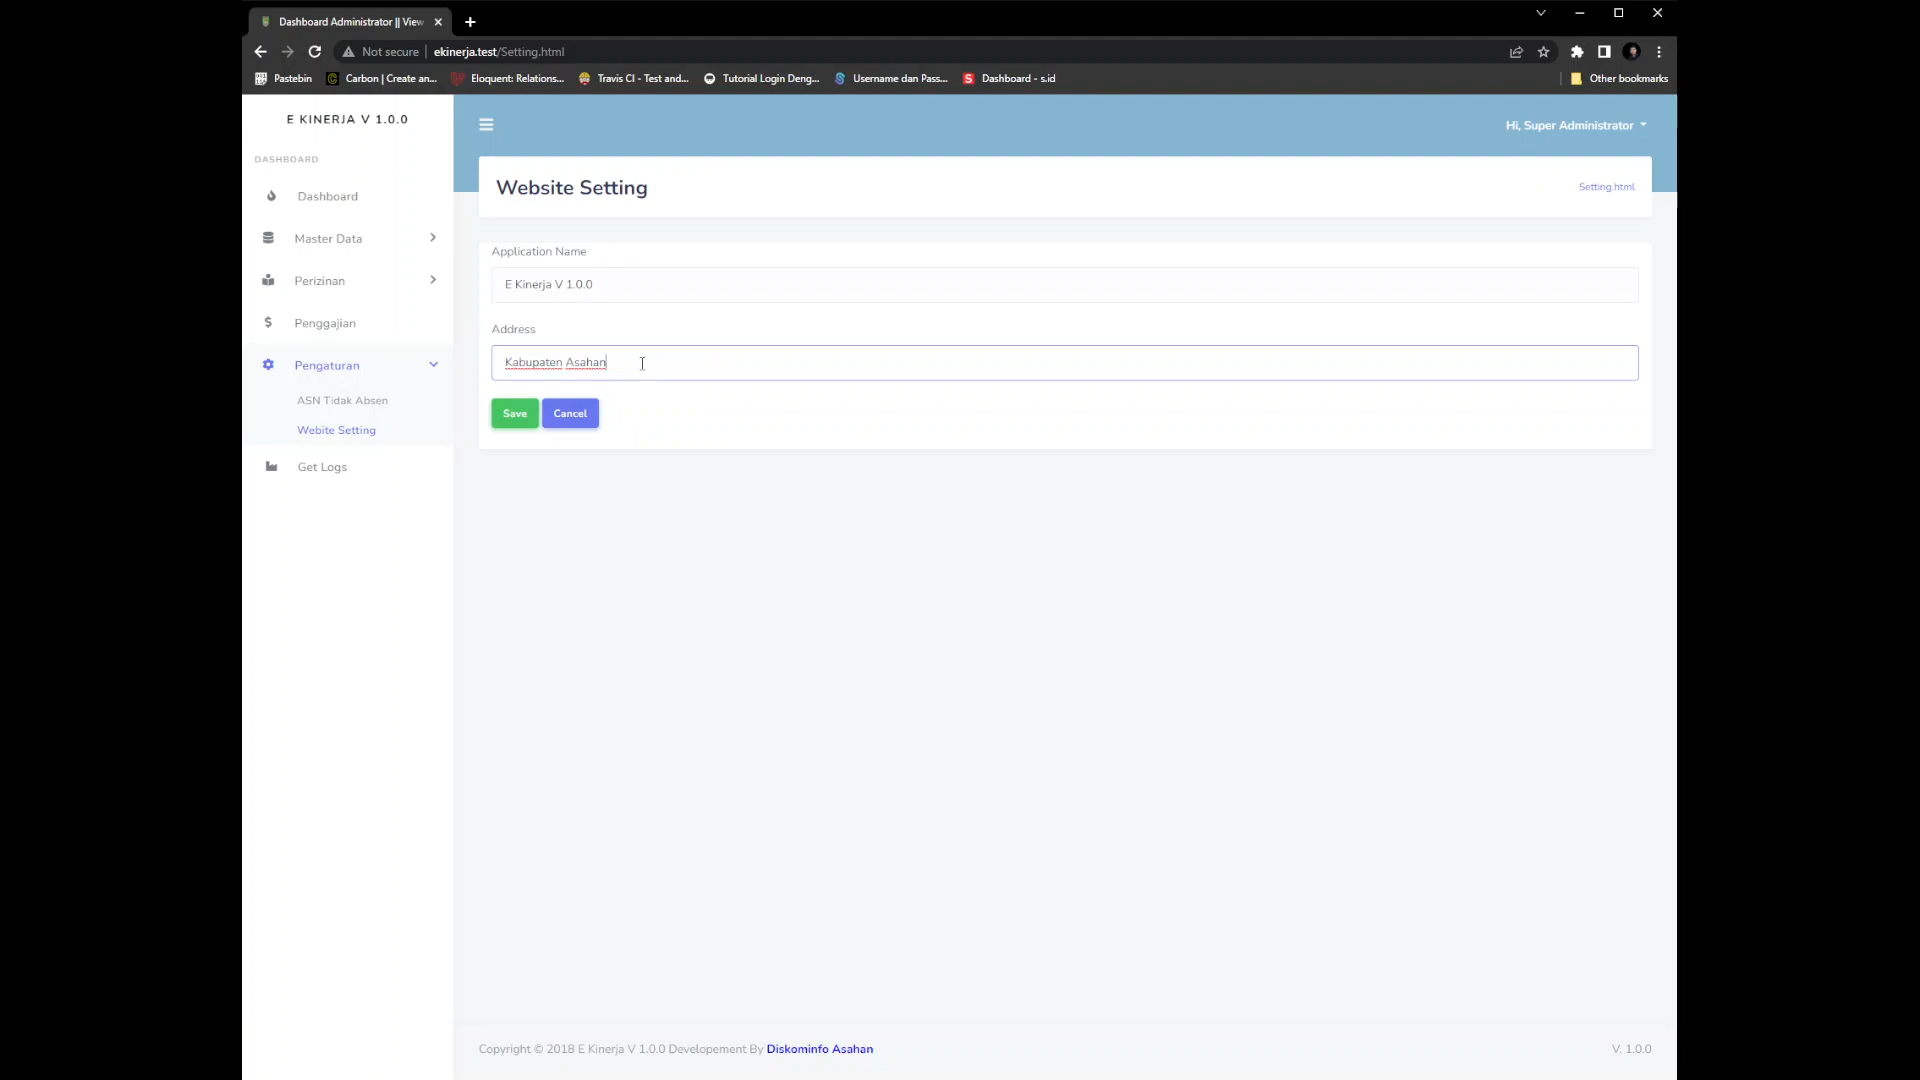 Dashboard Administrator || View
Not secure | ekinerja.test/Setting.html
Pastebin
Carbon | Create an...
Eloquent: Relations...
Travis CI - Test and...
Tutorial Login Deng...
Username dan Pass...
Dashboard - s.id
Other bookmarks
E KINERJA V 1.0.0
Hi, Super Administrator
DASHBOARD
Dashboard
Master Data
Perizinan
Penggajian
Pengaturan
ASN Tidak Absen
Webite Setting
Get Logs
Website Setting
Setting.html
Application Name
E Kinerja V 1.0.0
Address
Kabupaten Asahan
Save
Cancel
Copyright © 2018 E Kinerja V 1.0.0 Developement By Diskominfo Asahan
V. 1.0.0